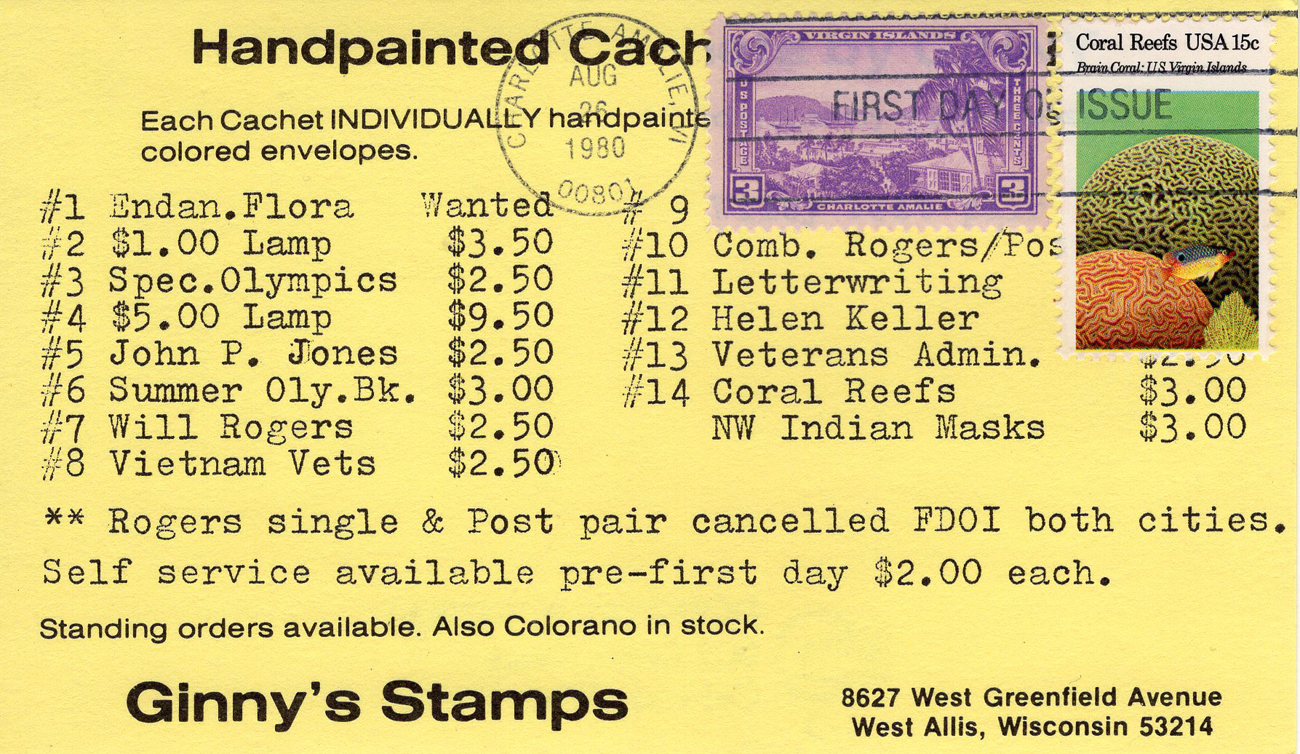 Handpainted Cach
CHARLOTTE AMALIE, VI
AUG
26
1980
00801
VIRGIN ISLANDS
U S POSTAGE
THREE CENTS
3
3
CHARLOTTE AMALIE
Coral Reefs USA 15c
Brain Coral: U.S. Virgin Islands
FIRST DAY OF ISSUE
Each Cachet INDIVIDUALLY handpainte
colored envelopes.
#1 Endan.Flora Wanted # 9
#2 $1.00 Lamp $3.50 #10 Comb. Rogers/Pos
#3 Spec.Olympics $2.50 #11 Letterwriting
#4 $5.00 Lamp $9.50 #12 Helen Keller
#5 John P. Jones $2.50 #13 Veterans Admin. $2.50
#6 Summer Oly.Bk. $3.00 #14 Coral Reefs $3.00
#7 Will Rogers $2.50 NW Indian Masks $3.00
#8 Vietnam Vets $2.50
** Rogers single & Post pair cancelled FDOI both cities.
Self service available pre-first day $2.00 each.
Standing orders available. Also Colorano in stock.
Ginny's Stamps
8627 West Greenfield Avenue
West Allis, Wisconsin 53214